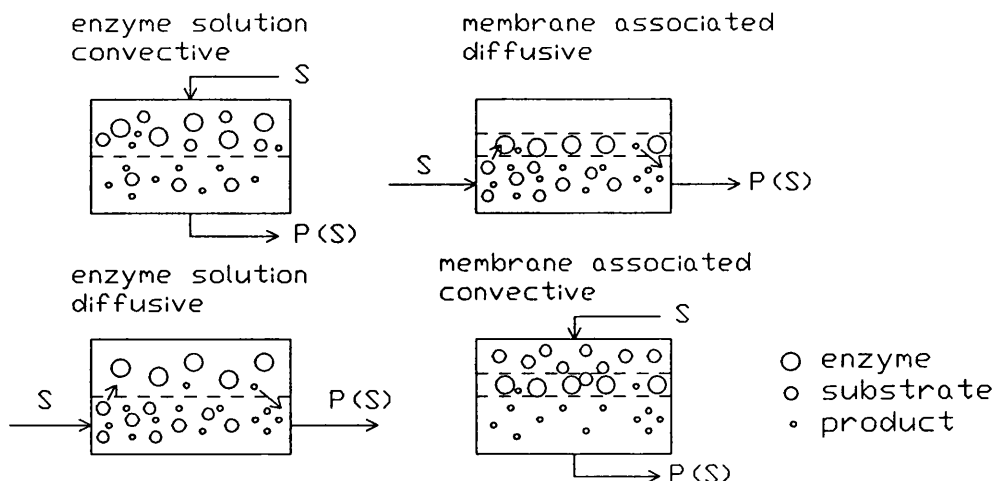 enzyme solution
convective
S
P(S)
membrane associated
diffusive
S
P(S)
enzyme solution
diffusive
S
P(S)
membrane associated
convective
S
P(S)
enzyme
substrate
product